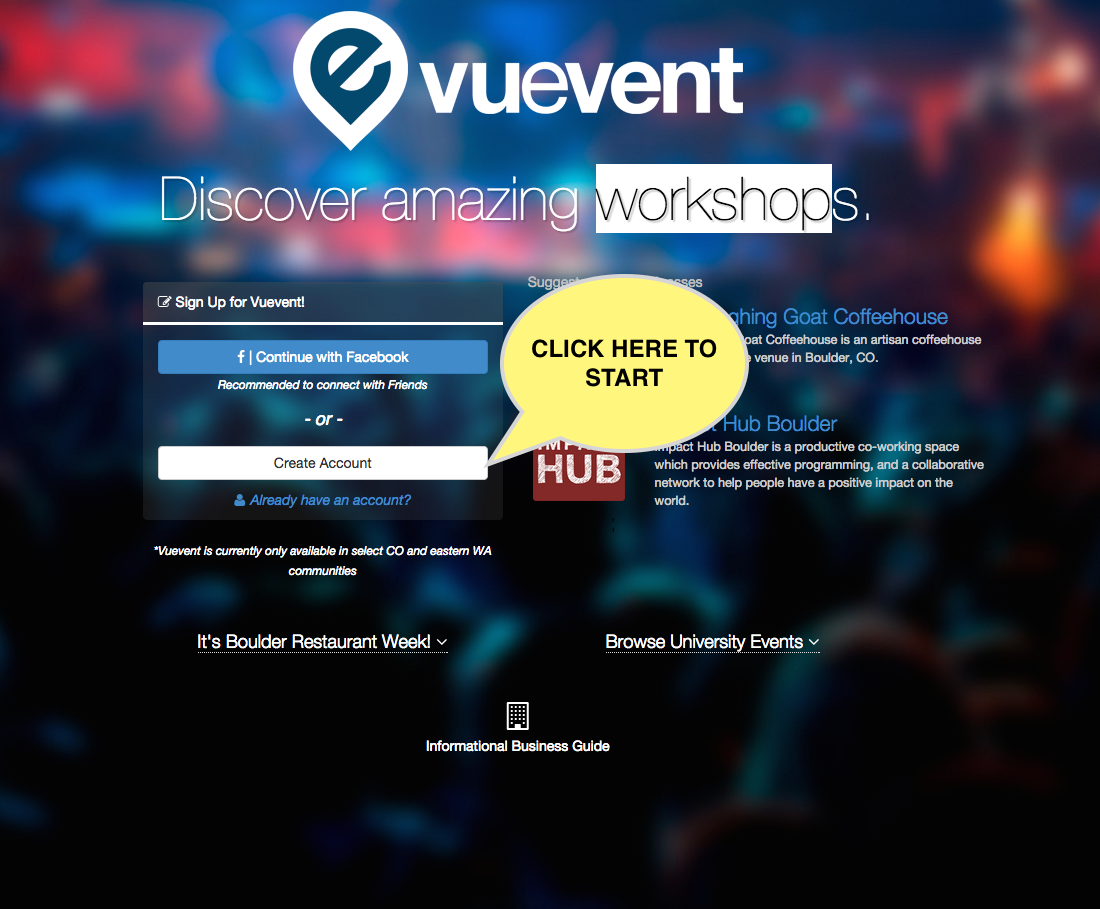 vuevent
Discover amazing workshops.
Sign Up for Vuevent!
f | Continue with Facebook
Recommended to connect with Friends
- or -
Create Account
Already have an account?
*Vuevent is currently only available in select CO and eastern WA
communities
CLICK HERE TO
START
Goat Coffeehouse
Coffeehouse is an artisan coffeehouse
venue in Boulder, CO.
Hub Boulder
HUB
Impact Hub Boulder is a productive co-working space
which provides effective programming, and a collaborative
network to help people have a positive impact on the
world.
It's Boulder Restaurant Week!
Browse University Events
Informational Business Guide